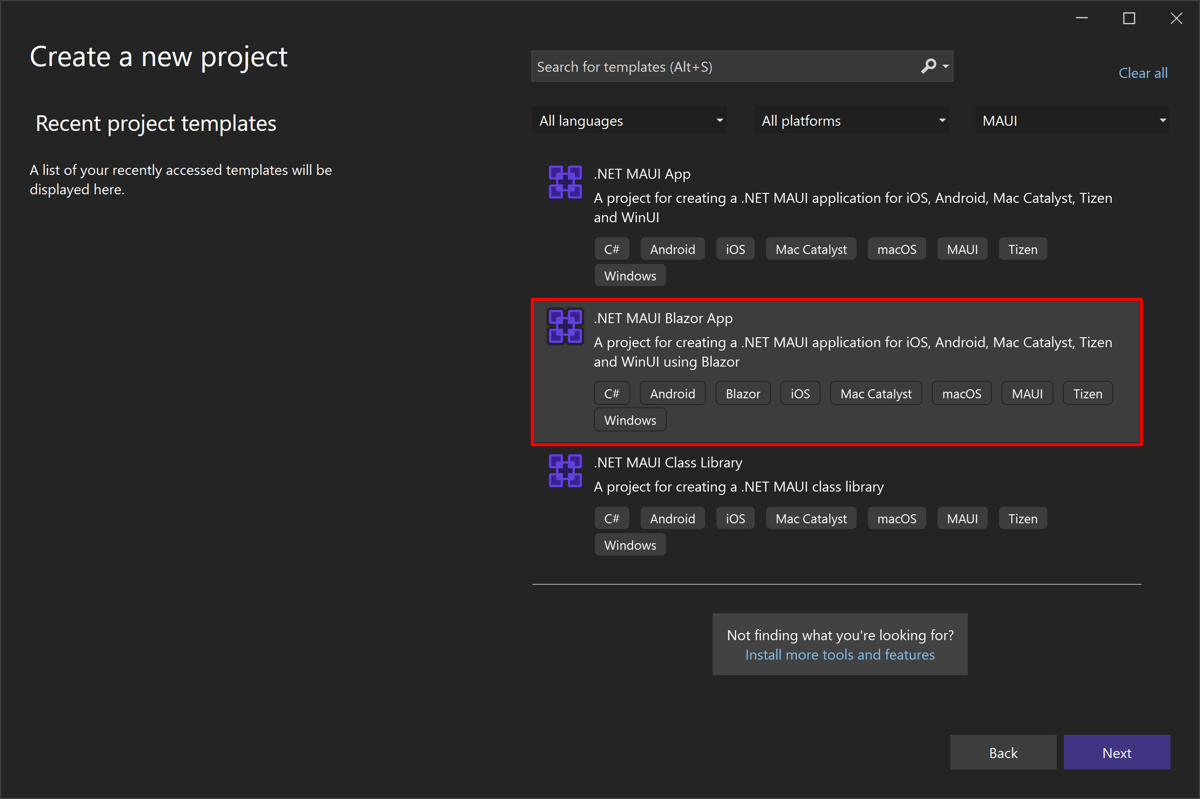 Create a new project
Search for templates (Alt+S)
Clear all
Recent project templates
All languages
All platforms
MAUI
A list of your recently accessed templates will be
displayed here.
.NET MAUI App
A project for creating a .NET MAUI application for iOS, Android, Mac Catalyst, Tizen
and WinUI
C# Android iOS Mac Catalyst macOS MAUI Tizen
Windows
.NET MAUI Blazor App
A project for creating a .NET MAUI application for iOS, Android, Mac Catalyst, Tizen
and WinUI using Blazor
C# Android Blazor iOS Mac Catalyst macOS MAUI Tizen
Windows
.NET MAUI Class Library
A project for creating a .NET MAUI class library
C# Android iOS Mac Catalyst macOS MAUI Tizen
Windows
Not finding what you're looking for?
Install more tools and features
Back
Next